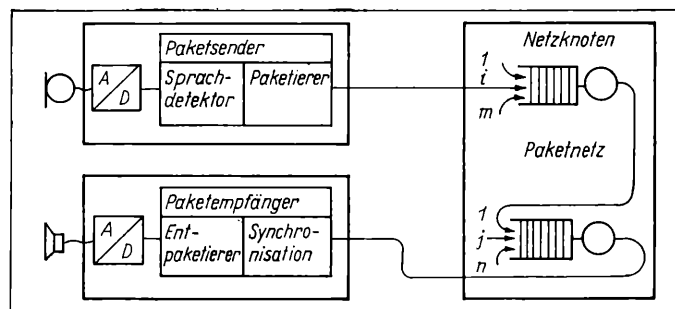 A
D
Paketsender
Sprach-
detektor
Paketierer
Netzknoten
1
i
m
Paketnetz
A
D
Paketempfänger
Ent-
paketierer
Synchro-
nisation
1
j
n